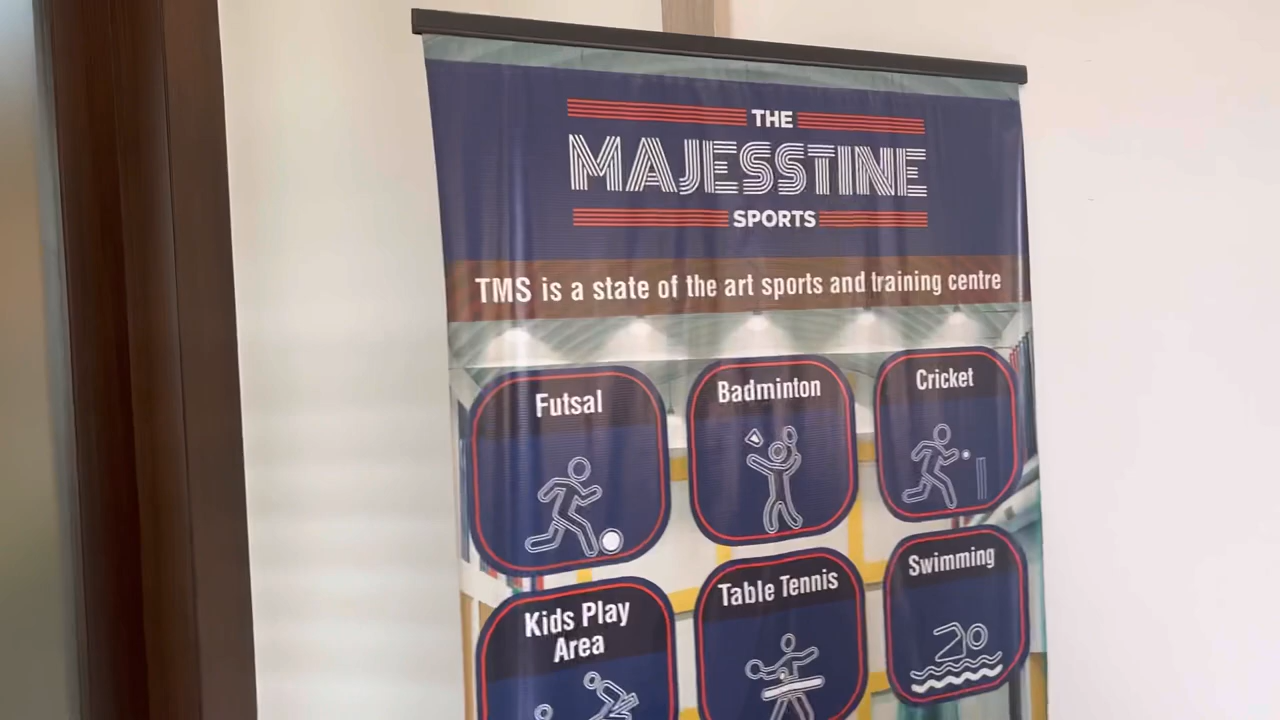 THE
MAJESSTINE
SPORTS
TMS is a state of the art sports and training centre
Futsal
Badminton
Cricket
Kids Play
Area
Table Tennis
Swimming